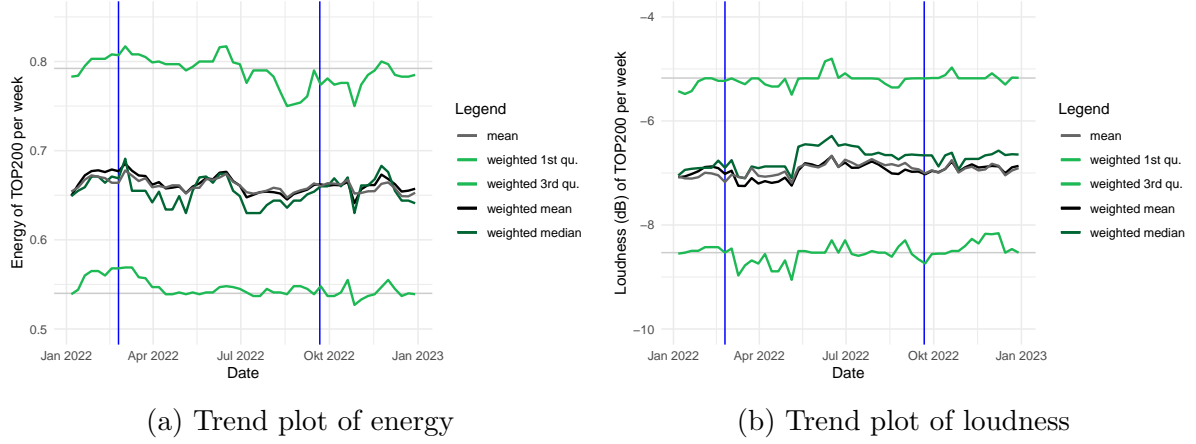 Energy of TOP200 per week
0.8
0.7
0.6
0.5
Jan 2022
Apr 2022
Jul 2022
Okt 2022
Jan 2023
Date
Legend
mean
weighted 1st qu.
weighted 3rd qu.
weighted mean
weighted median
(a) Trend plot of energy
Loudness (dB) of TOP200 per week
−4
−6
−8
−10
Jan 2022
Apr 2022
Jul 2022
Okt 2022
Jan 2023
Date
Legend
mean
weighted 1st qu.
weighted 3rd qu.
weighted mean
weighted median
(b) Trend plot of loudness